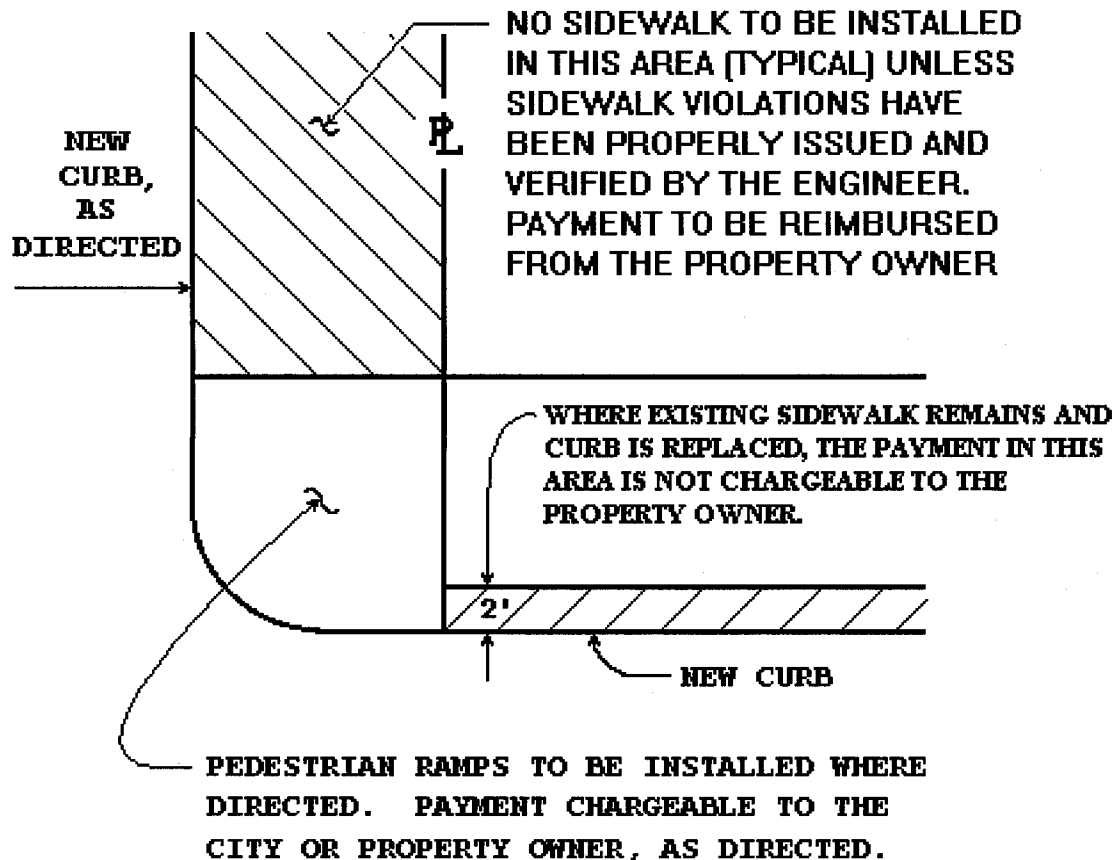 NO SIDEWALK TO BE INSTALLED
IN THIS AREA (TYPICAL) UNLESS
SIDEWALK VIOLATIONS HAVE
BEEN PROPERLY ISSUED AND
VERIFIED BY THE ENGINEER.
PAYMENT TO BE REIMBURSED
FROM THE PROPERTY OWNER
PL
NEW
CURB,
AS
DIRECTED
WHERE EXISTING SIDEWALK REMAINS AND
CURB IS REPLACED, THE PAYMENT IN THIS
AREA IS NOT CHARGEABLE TO THE
PROPERTY OWNER.
2'
NEW CURB
PEDESTRIAN RAMPS TO BE INSTALLED WHERE
DIRECTED. PAYMENT CHARGEABLE TO THE
CITY OR PROPERTY OWNER, AS DIRECTED.